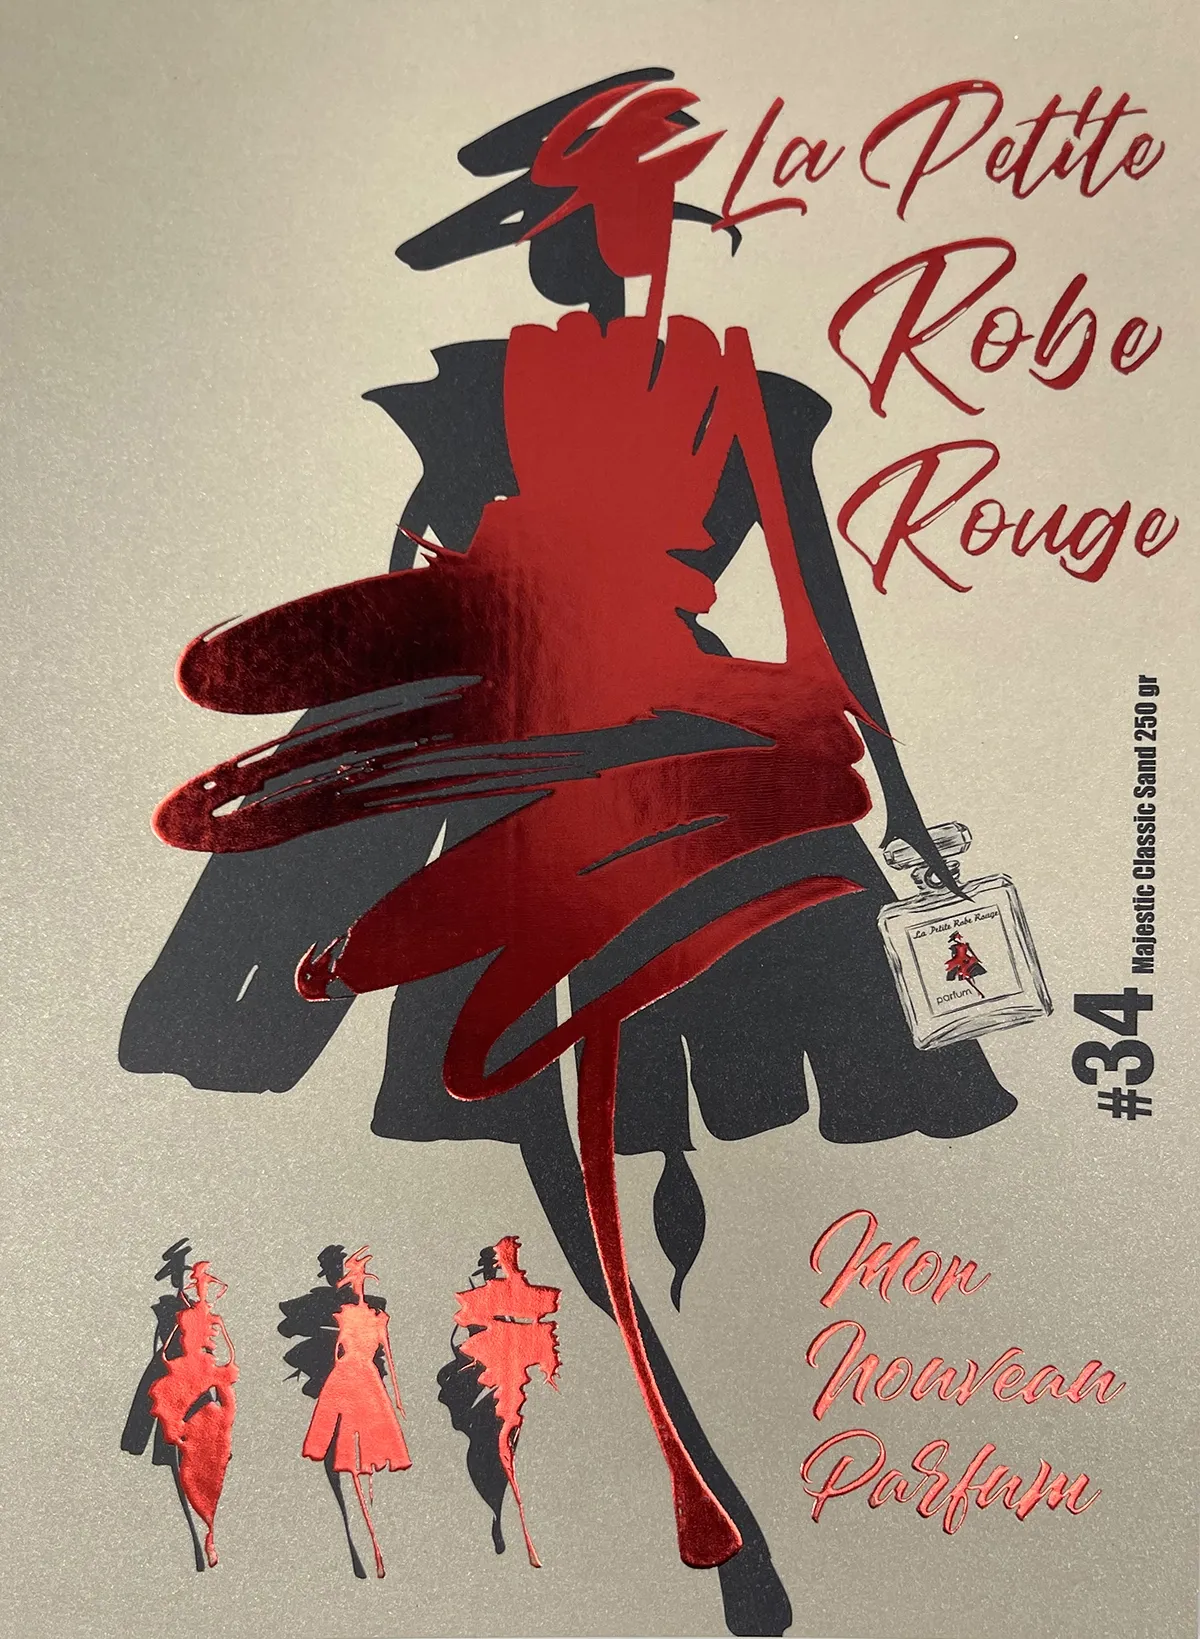 La Petite
Robe
Rouge
#34 Majestic Classic Sand 250 gr
La Petite Robe Rouge
parfum
Mon
Nouveau
Parfum